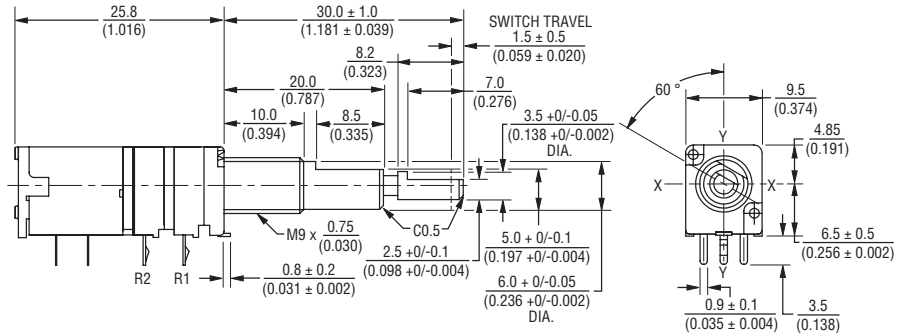 25.8
(1.016)
30.0 ± 1.0
(1.181 ± 0.039)
SWITCH TRAVEL
1.5 ± 0.5
(0.059 ± 0.020)
8.2
(0.323)
20.0
(0.787)
7.0
(0.276)
10.0
(0.394)
8.5
(0.335)
3.5 +0/-0.05
(0.138 +0/-0.002)
DIA.
60 °
9.5
(0.374)
4.85
(0.191)
Y
X
X
Y
M9 x 0.75
(0.030)
C0.5
2.5 +0/-0.1
(0.098 +0/-0.004)
5.0 + 0/-0.1
(0.197 +0/-0.004)
6.0 + 0/-0.05
(0.236 +0/-0.002)
DIA.
6.5 ± 0.5
(0.256 ± 0.002)
R2
R1
0.8 ± 0.2
(0.031 ± 0.002)
0.9 ± 0.1
(0.035 ± 0.004)
3.5
(0.138)